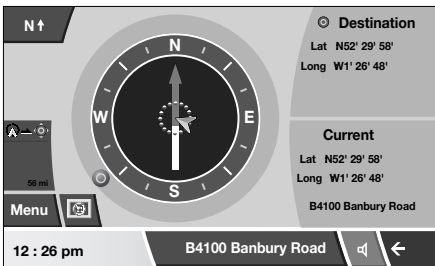 N
Destination
Lat N52' 29' 58'
Long W1' 26' 48'
N
W
E
S
Current
Lat N52' 29' 58'
Long W1' 26' 48'
B4100 Banbury Road
56 mi
Menu
12 : 26 pm
B4100 Banbury Road